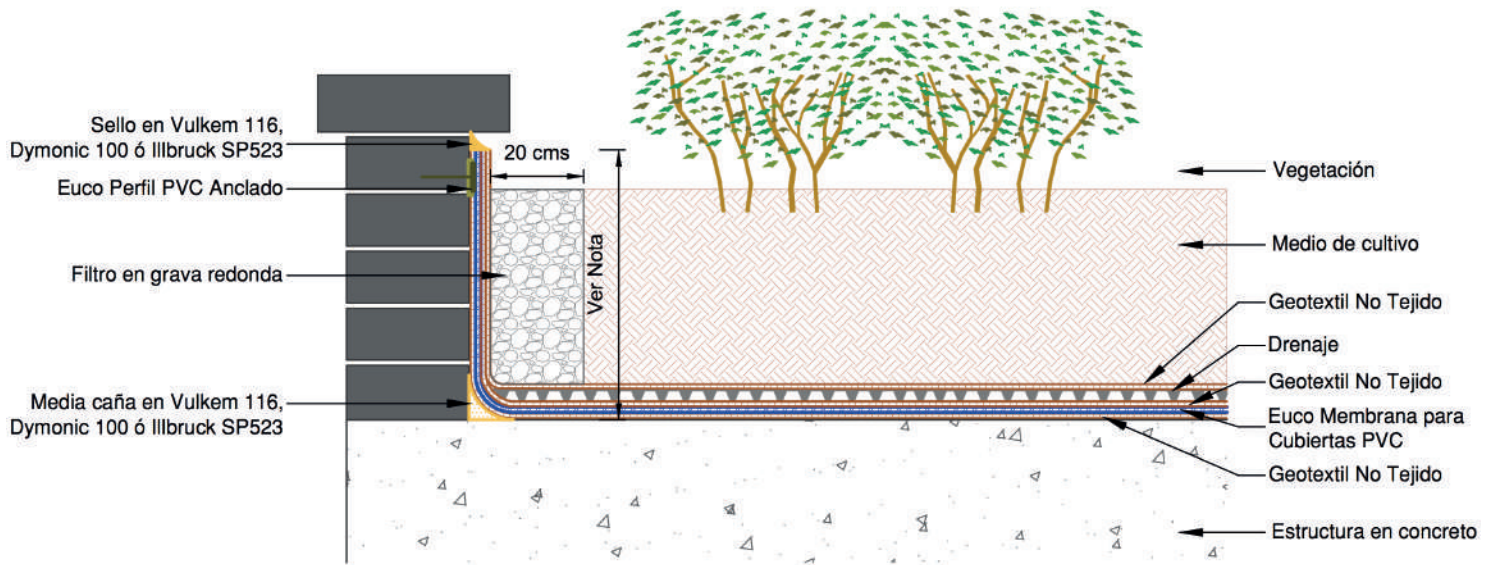 Sello en Vulkem 116,
Dymonic 100 ó Illbruck SP523
Euco Perfil PVC Anclado
Filtro en grava redonda
Media caña en Vulkem 116,
Dymonic 100 ó Illbruck SP523
20 cms
Ver Nota
Vegetación
Medio de cultivo
Geotextil No Tejido
Drenaje
Geotextil No Tejido
Euco Membrana para
Cubiertas PVC
Geotextil No Tejido
Estructura en concreto